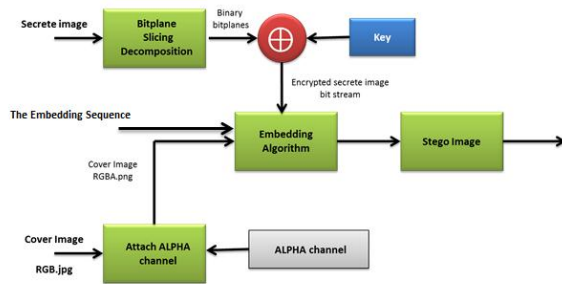 Secrete image
Bitplane
Slicing
Decomposition
Binary
bitplanes
Key
Encrypted secrete image
bit stream
The Embedding Sequence
Embedding
Algorithm
Stego Image
Cover Image
RGBA.png
Cover Image
RGB.jpg
Attach ALPHA
channel
ALPHA channel